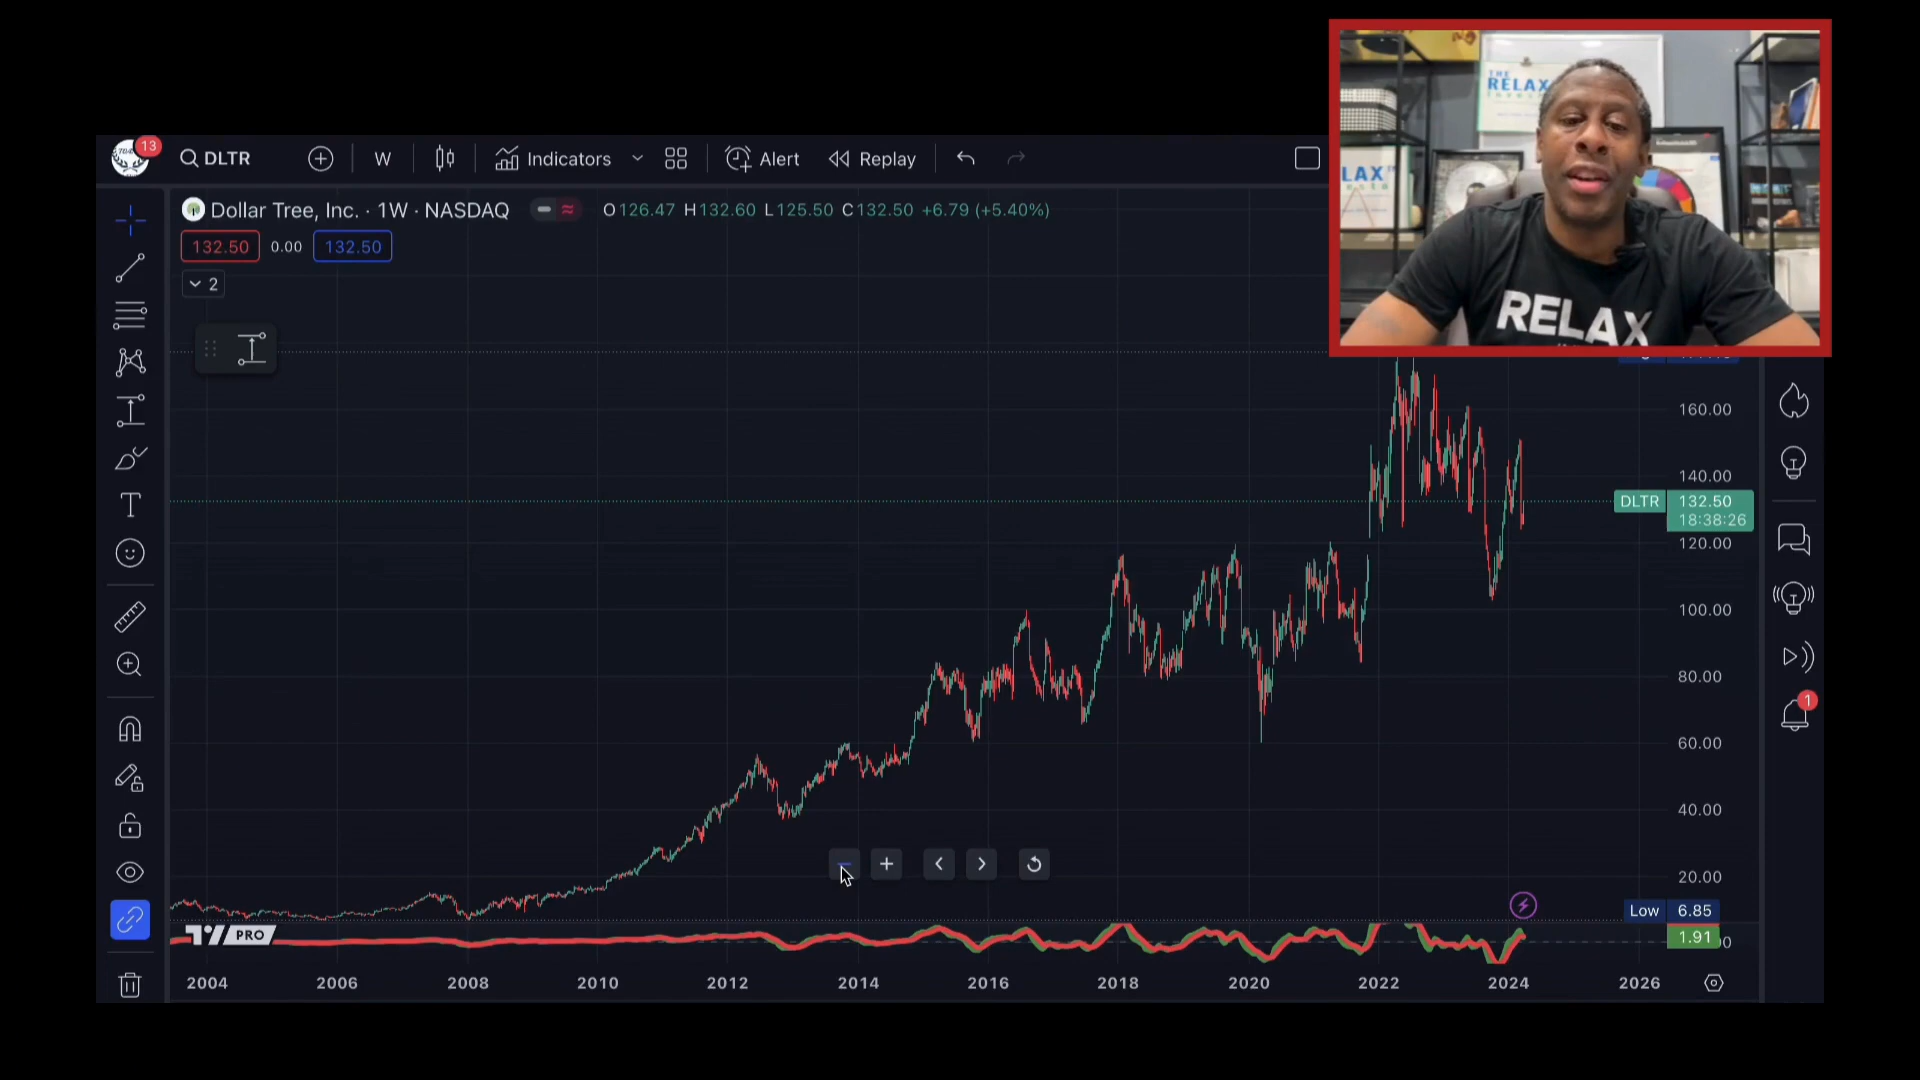 13
DLTR
W
Indicators
Alert
Replay
Dollar Tree, Inc. · 1W · NASDAQ
O126.47 H132.60 L125.50 C132.50 +6.79 (+5.40%)
132.50 0.00 132.50
2
THE
RELAX
RELAX
160.00
140.00
DLTR 132.50
18:38:26
120.00
100.00
1
80.00
60.00
40.00
20.00
Low 6.85
1.91
PRO
2004 2006 2008 2010 2012 2014 2016 2018 2020 2022 2024 2026